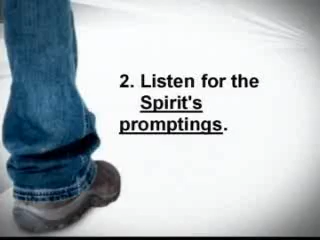 2. Listen for the
Spirit's
promptings.